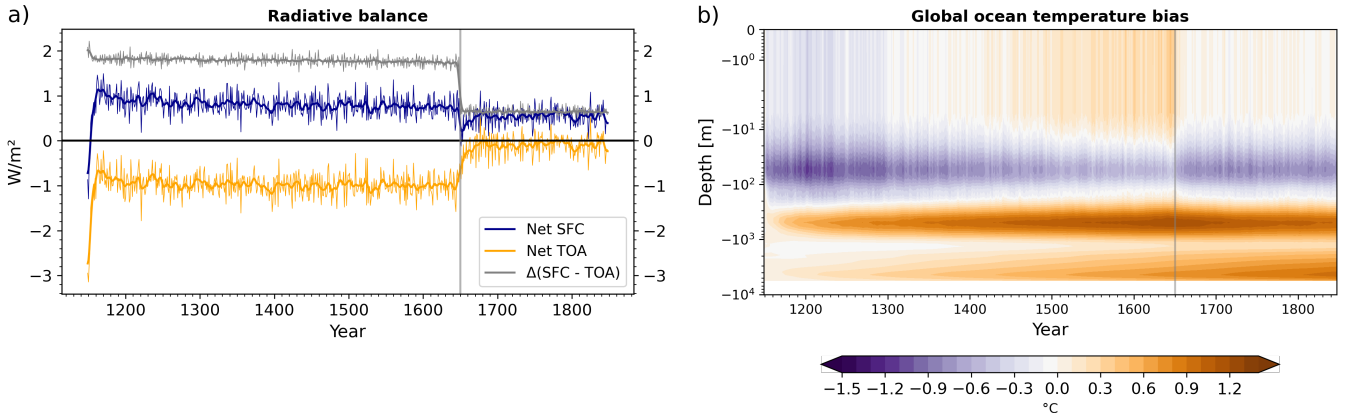 a)
Radiative balance
W/m²
2
1
0
−1
−2
−3
2
1
0
−1
−2
−3
Net SFC
Net TOA
Δ(SFC - TOA)
1200 1300 1400 1500 1600 1700 1800
Year
b)
Global ocean temperature bias
Depth [m]
0
−10⁰
−10¹
−10²
−10³
−10⁴
1200 1300 1400 1500 1600 1700 1800
Year
−1.5 −1.2 −0.9 −0.6 −0.3 0.0 0.3 0.6 0.9 1.2
°C